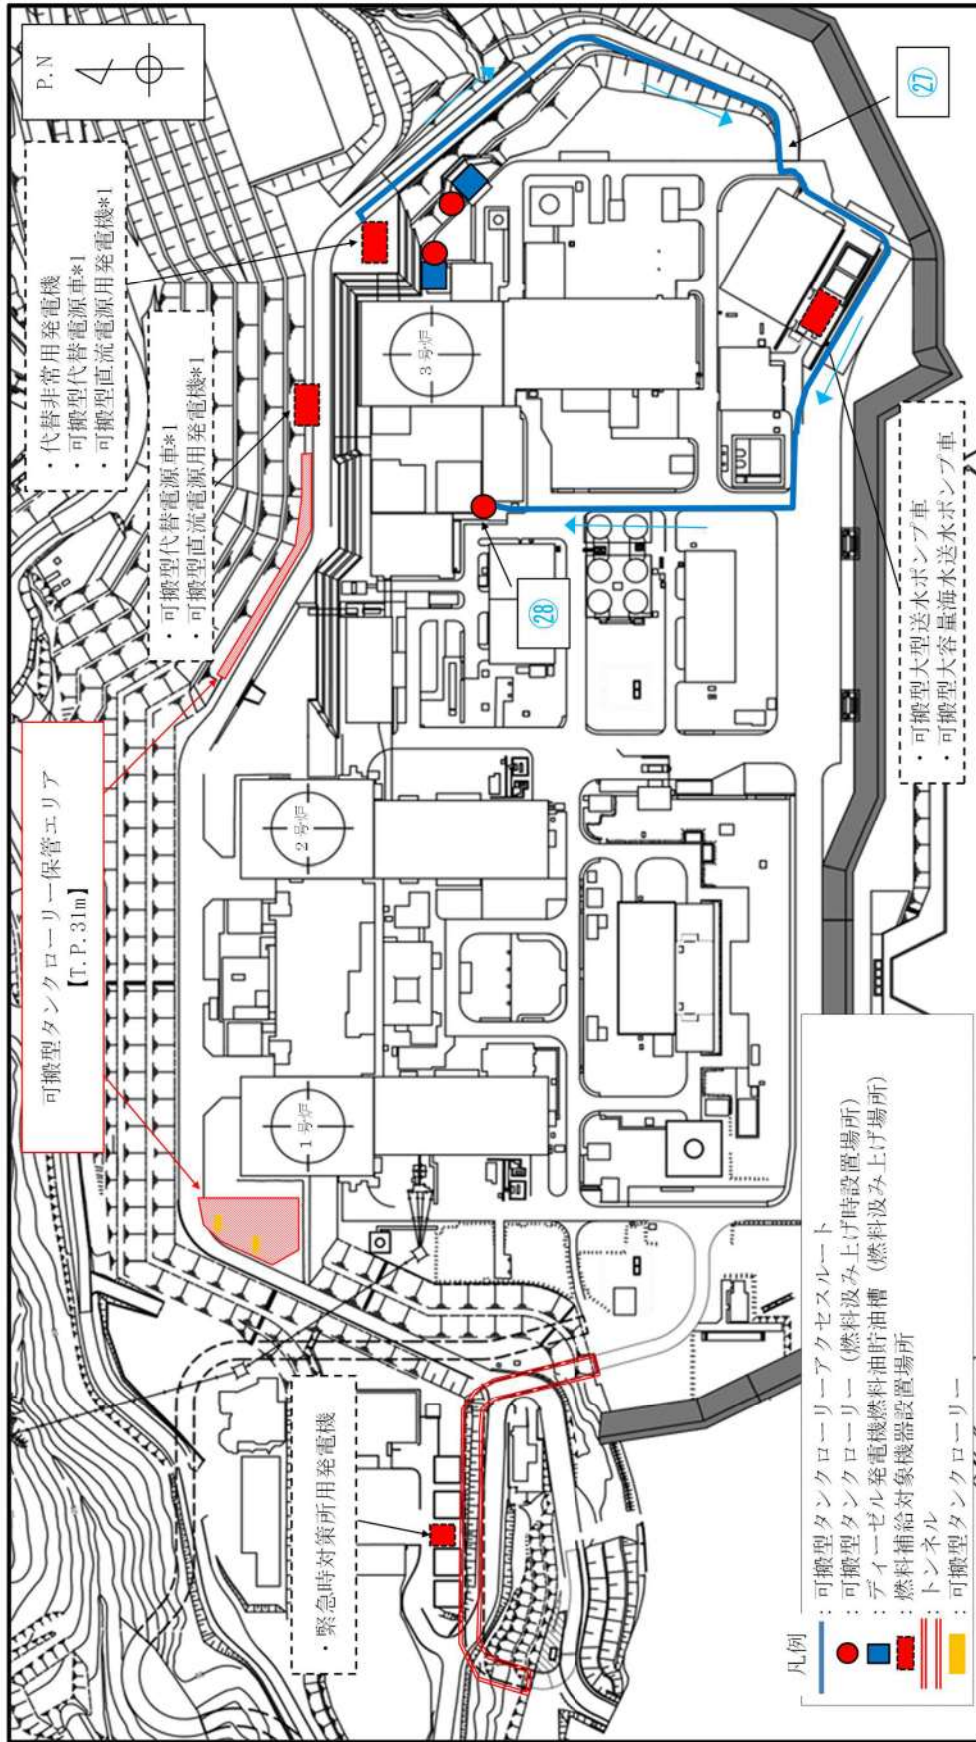 P.N
・代替非常用発電機
・可搬型代替電源車*1
・可搬型直流電源用発電機*1
・可搬型代替電源車*1
・可搬型直流電源用発電機*1
可搬型タンクローリー保管エリア
【T.P.31m】
・緊急時対策所用発電機
1号炉
2号炉
3号炉
㉗
㉘
・可搬型大型送水ポンプ車
・可搬型大容量海水送水ポンプ車
凡例
：可搬型タンクローリーアクセスルート
：可搬型タンクローリー（燃料汲み上げ時設置場所）
：ディーゼル発電機燃料油貯油槽（燃料汲み上げ場所）
：燃料補給対象機器設置場所
：トンネル
：可搬型タンクローリー